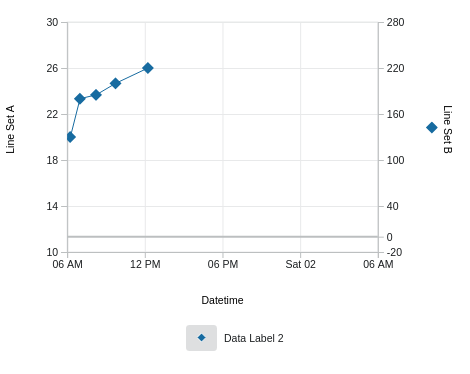 30
280
26
220
22
160
18
100
14
40
0
10
-20
Line Set A
Line Set B
06 AM
12 PM
06 PM
Sat 02
06 AM
Datetime
Data Label 2